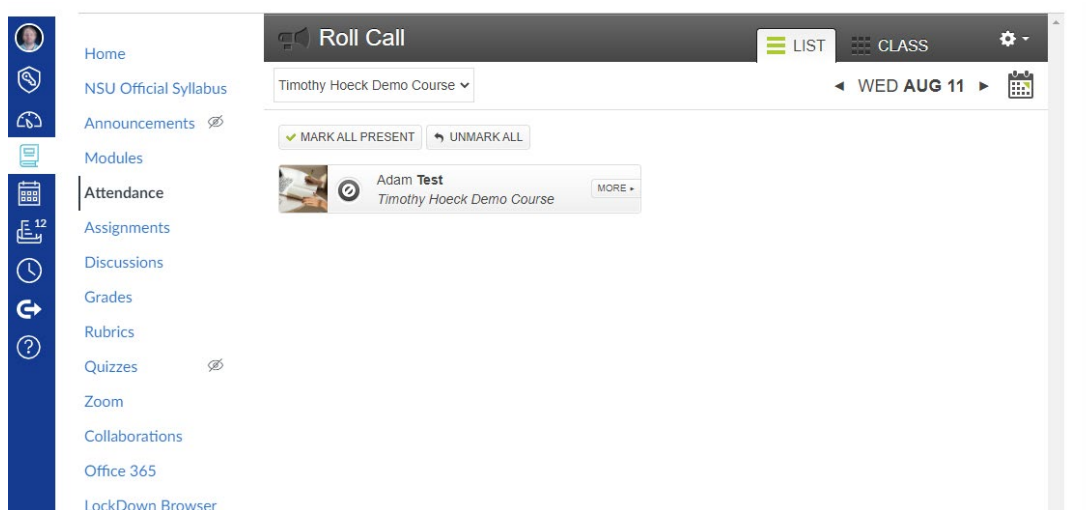 Home
NSU Official Syllabus
Announcements
Modules
Attendance
Assignments
Discussions
Grades
Rubrics
Quizzes
Zoom
Collaborations
Office 365
LockDown Browser
12
Roll Call
LIST
CLASS
Timothy Hoeck Demo Course
WED AUG 11
MARK ALL PRESENT
UNMARK ALL
Adam Test
Timothy Hoeck Demo Course
MORE